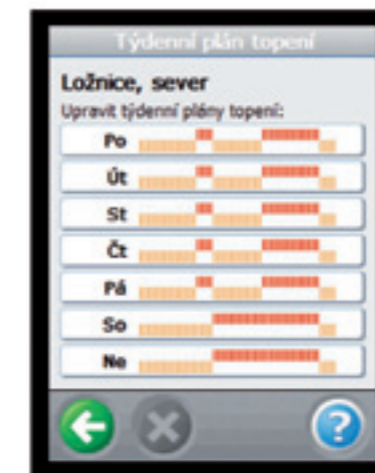 Týdenní plán topení
Ložnice, sever
Upravit týdenní plány topení:
Po
Út
St
Čt
Pá
So
Ne
?